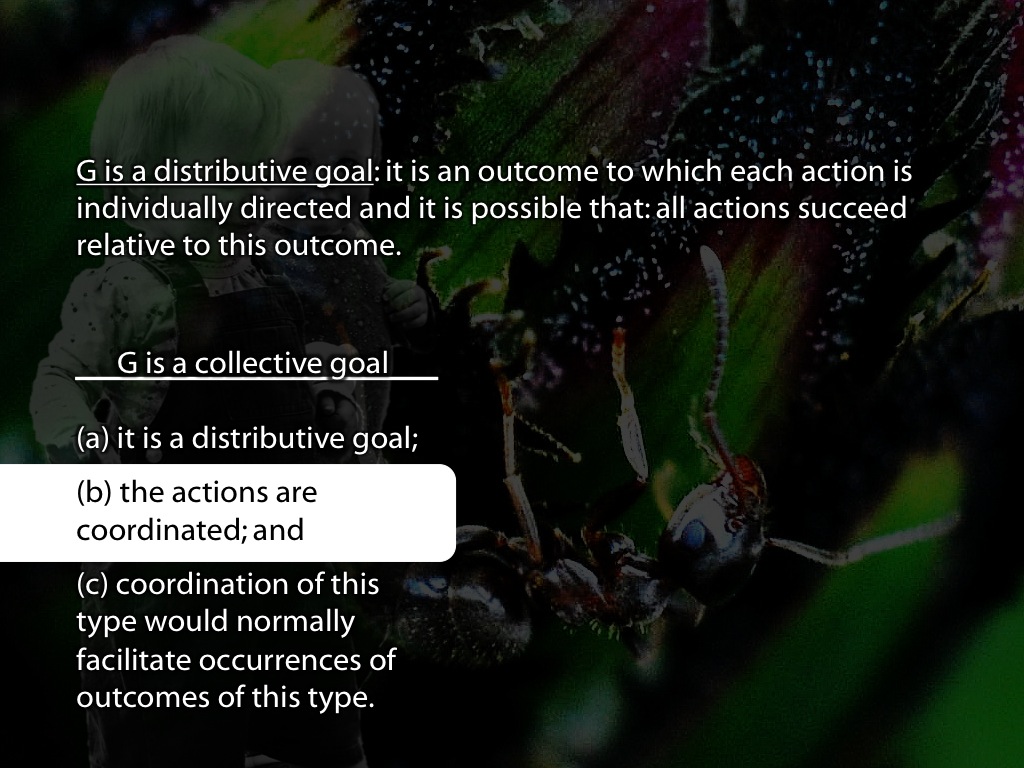 G is a distributive goal: it is an outcome to which each action is
individually directed and it is possible that: all actions succeed
relative to this outcome.
G is a collective goal
(a) it is a distributive goal;
(b) the actions are
coordinated; and
(c) coordination of this
type would normally
facilitate occurrences of
outcomes of this type.